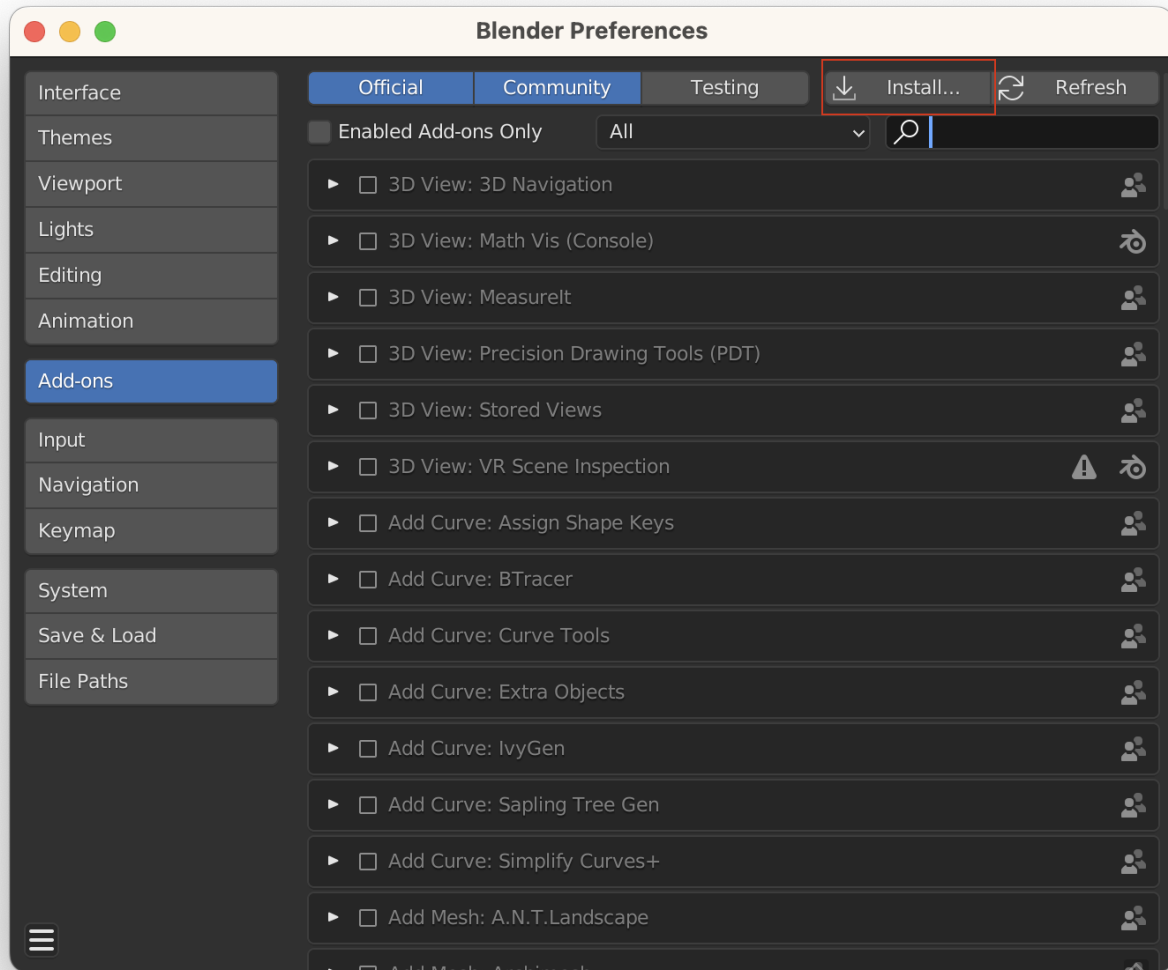 Blender Preferences
Interface
Themes
Viewport
Lights
Editing
Animation
Add-ons
Input
Navigation
Keymap
System
Save & Load
File Paths
Official Community Testing Install... Refresh
Enabled Add-ons Only All
3D View: 3D Navigation
3D View: Math Vis (Console)
3D View: MeasureIt
3D View: Precision Drawing Tools (PDT)
3D View: Stored Views
3D View: VR Scene Inspection
Add Curve: Assign Shape Keys
Add Curve: BTracer
Add Curve: Curve Tools
Add Curve: Extra Objects
Add Curve: IvyGen
Add Curve: Sapling Tree Gen
Add Curve: Simplify Curves+
Add Mesh: A.N.T.Landscape